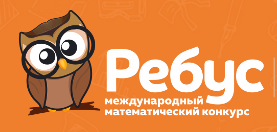 Ребус
международный
математический конкурс